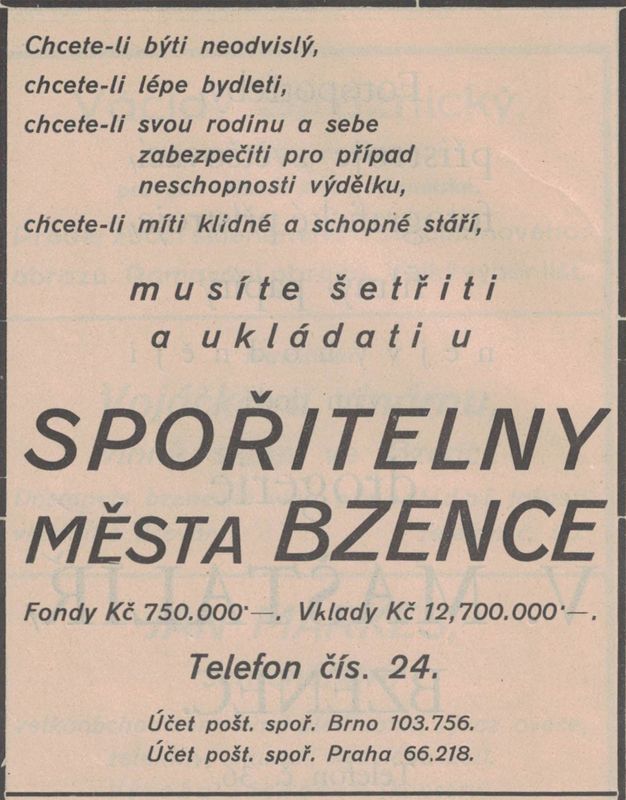 Chcete-li býti neodvislý,
chcete-li lépe bydleti,
chcete-li svou rodinu a sebe
zabezpečiti pro případ
neschopnosti výdělku,
chcete-li míti klidné a schopné stáří,
musíte šetřiti
a ukládati u
SPOŘITELNY
MĚSTA BZENCE
Fondy Kč 750.000·—. Vklady Kč 12,700.000·—.
Telefon čís. 24.
Účet pošt. spoř. Brno 103.756.
Účet pošt. spoř. Praha 66.218.